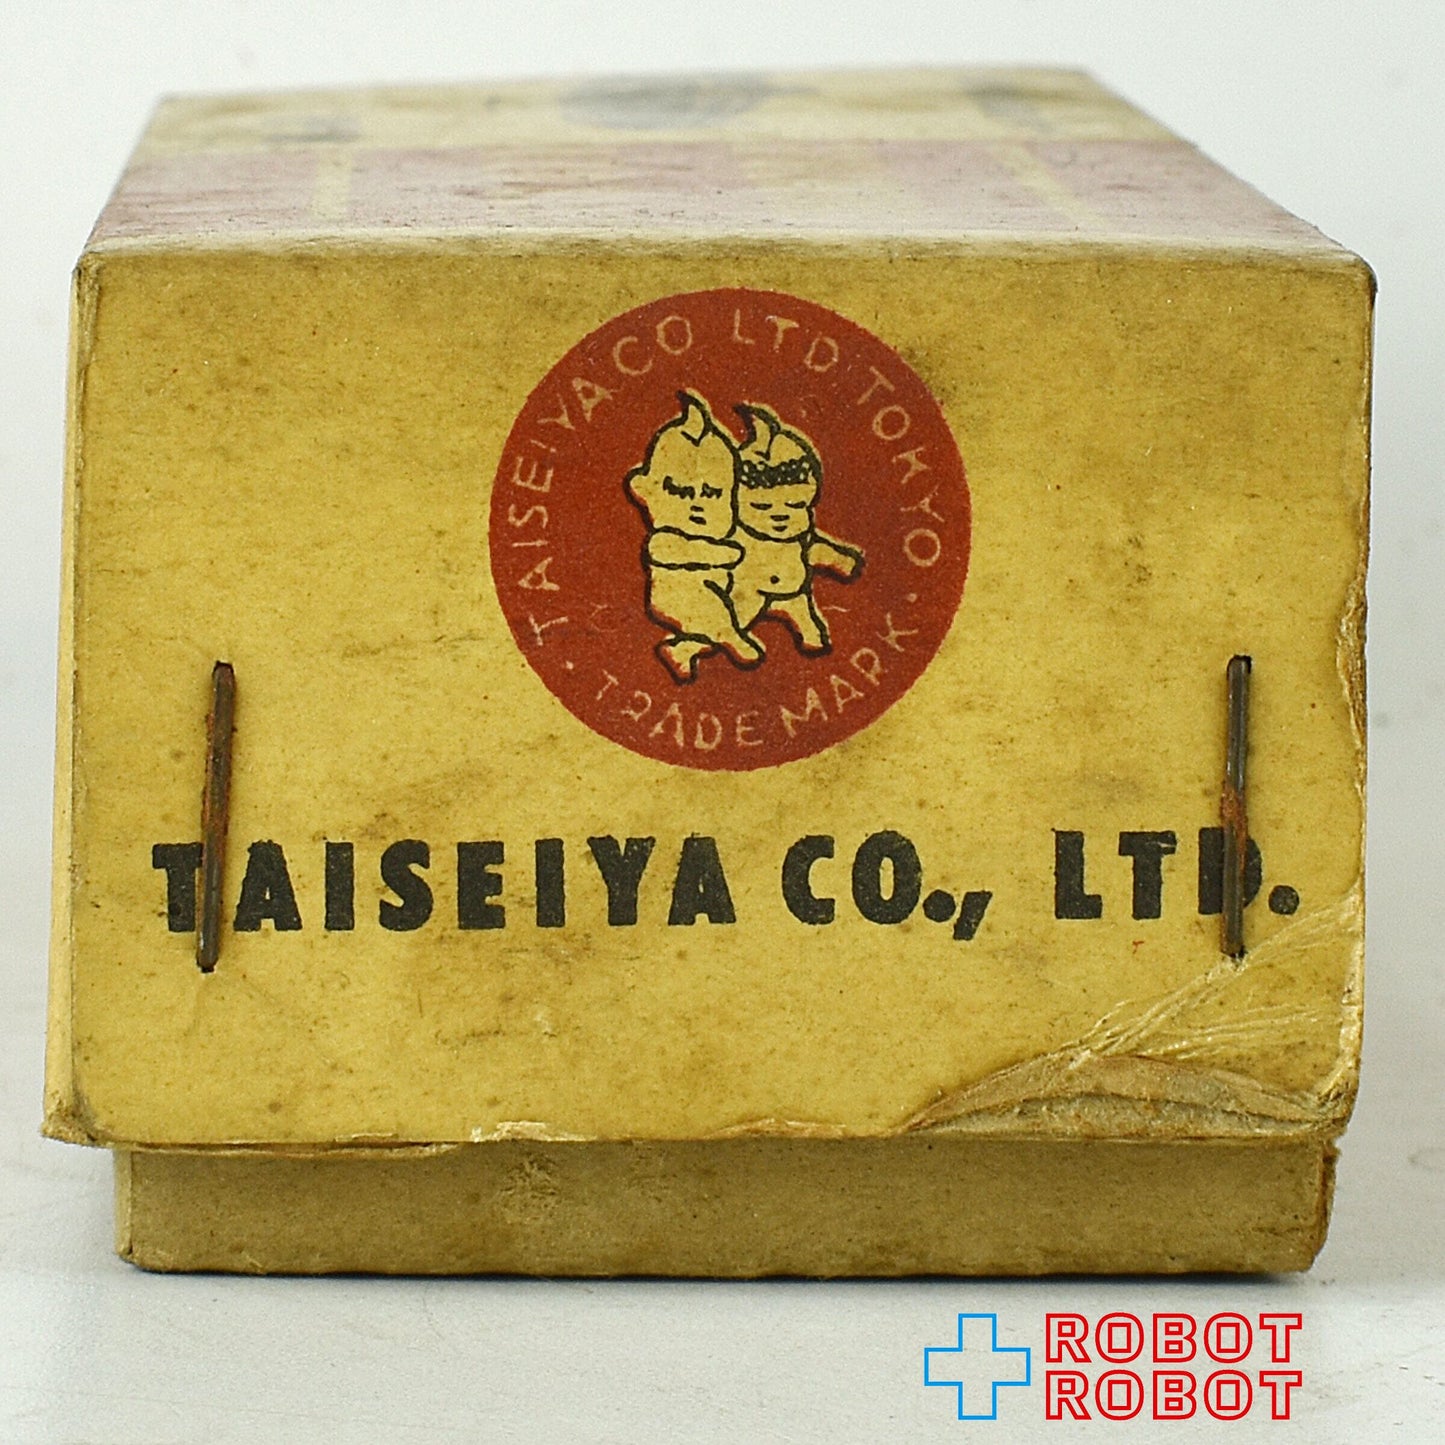 TAISEIYA CO LTD. TOKYO
· TRADE MARK ·
TAISEIYA CO., LTD.
ROBOT
ROBOT